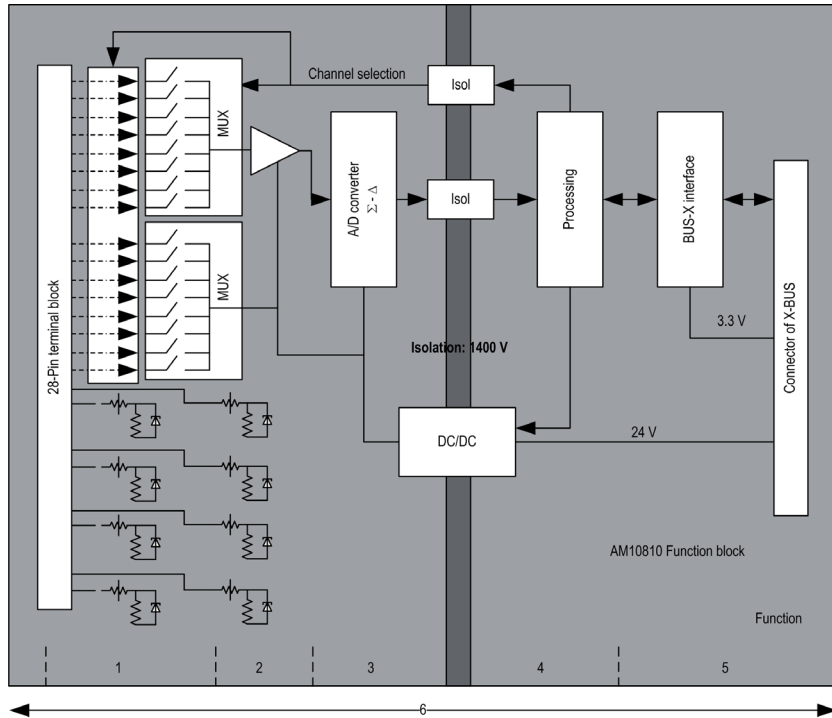 Channel selection
Isol
MUX
A/D converter
Σ - Δ
Isol
Processing
BUS-X interface
28-Pin terminal block
MUX
3.3 V
Connector of X-BUS
Isolation: 1400 V
DC/DC
24 V
AM10810 Function block
Function
1
2
3
4
5
6